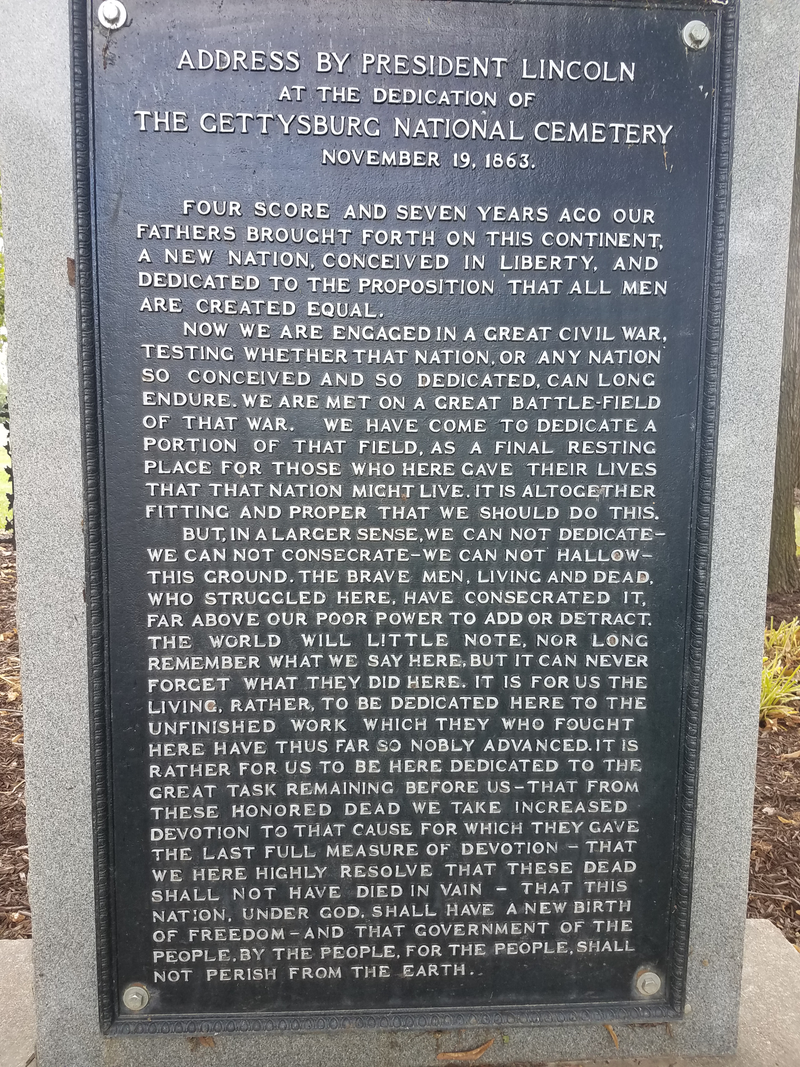 ADDRESS BY PRESIDENT LINCOLN
AT THE DEDICATION OF
THE GETTYSBURG NATIONAL CEMETERY
NOVEMBER 19, 1863.
FOUR SCORE AND SEVEN YEARS AGO OUR
FATHERS BROUGHT FORTH ON THIS CONTINENT,
A NEW NATION, CONCEIVED IN LIBERTY, AND
DEDICATED TO THE PROPOSITION THAT ALL MEN
ARE CREATED EQUAL.
NOW WE ARE ENGAGED IN A GREAT CIVIL WAR,
TESTING WHETHER THAT NATION, OR ANY NATION
SO CONCEIVED AND SO DEDICATED, CAN LONG
ENDURE. WE ARE MET ON A GREAT BATTLE-FIELD
OF THAT WAR. WE HAVE COME TO DEDICATE A
PORTION OF THAT FIELD, AS A FINAL RESTING
PLACE FOR THOSE WHO HERE GAVE THEIR LIVES
THAT THAT NATION MIGHT LIVE. IT IS ALTOGETHER
FITTING AND PROPER THAT WE SHOULD DO THIS.
BUT, IN A LARGER SENSE, WE CAN NOT DEDICATE—
WE CAN NOT CONSECRATE—WE CAN NOT HALLOW—
THIS GROUND. THE BRAVE MEN, LIVING AND DEAD,
WHO STRUGGLED HERE, HAVE CONSECRATED IT,
FAR ABOVE OUR POOR POWER TO ADD OR DETRACT.
THE WORLD WILL LITTLE NOTE, NOR LONG
REMEMBER WHAT WE SAY HERE, BUT IT CAN NEVER
FORGET WHAT THEY DID HERE. IT IS FOR US THE
LIVING, RATHER, TO BE DEDICATED HERE TO THE
UNFINISHED WORK WHICH THEY WHO FOUGHT
HERE HAVE THUS FAR SO NOBLY ADVANCED. IT IS
RATHER FOR US TO BE HERE DEDICATED TO THE
GREAT TASK REMAINING BEFORE US—THAT FROM
THESE HONORED DEAD WE TAKE INCREASED
DEVOTION TO THAT CAUSE FOR WHICH THEY GAVE
THE LAST FULL MEASURE OF DEVOTION — THAT
WE HERE HIGHLY RESOLVE THAT THESE DEAD
SHALL NOT HAVE DIED IN VAIN — THAT THIS
NATION, UNDER GOD, SHALL HAVE A NEW BIRTH
OF FREEDOM—AND THAT GOVERNMENT OF THE
PEOPLE, BY THE PEOPLE, FOR THE PEOPLE, SHALL
NOT PERISH FROM THE EARTH.